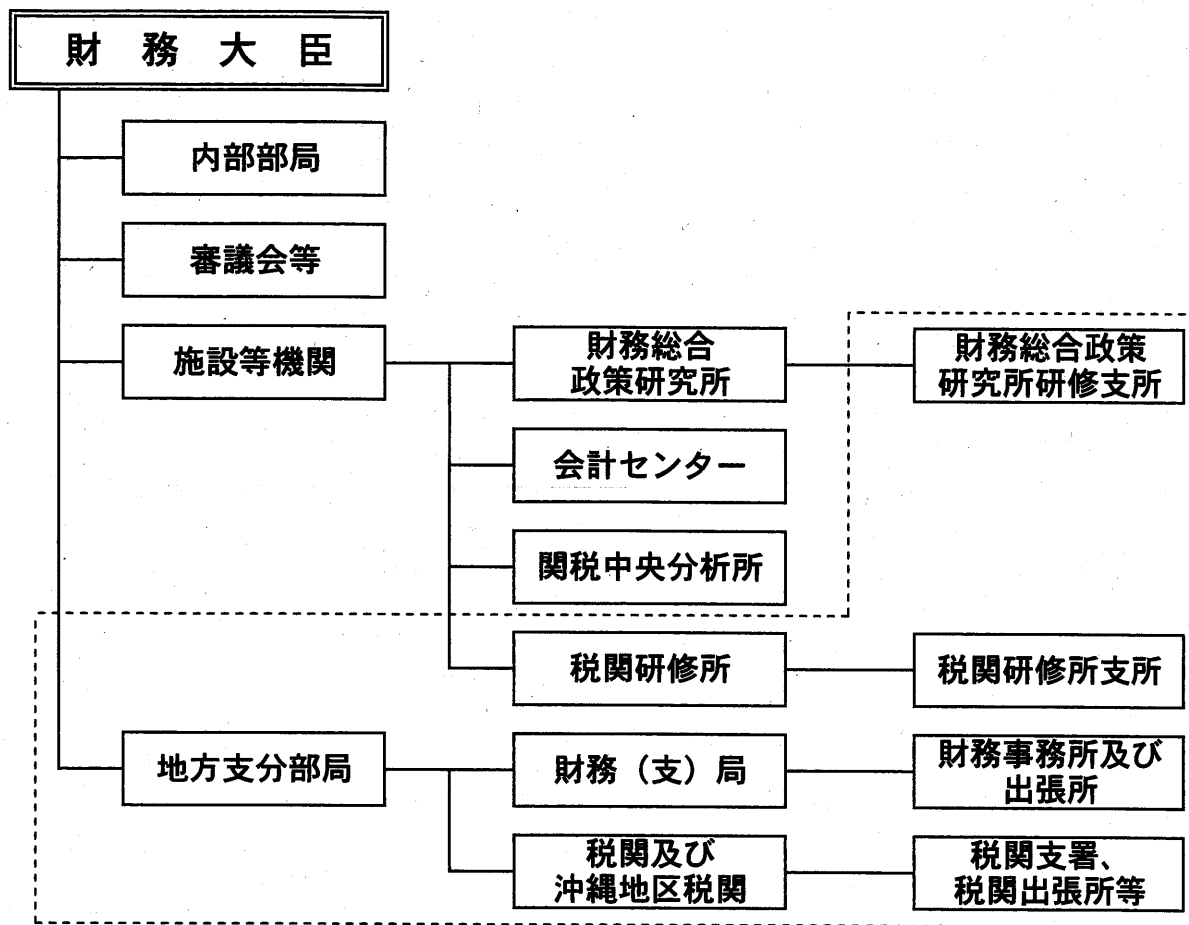 財務大臣
内部部局
審議会等
施設等機関
財務総合
政策研究所
財務総合政策
研究所研修支所
会計センター
関税中央分析所
税関研修所
税関研修所支所
地方支分部局
財務（支）局
財務事務所及び
出張所
税関及び
沖縄地区税関
税関支署、
税関出張所等